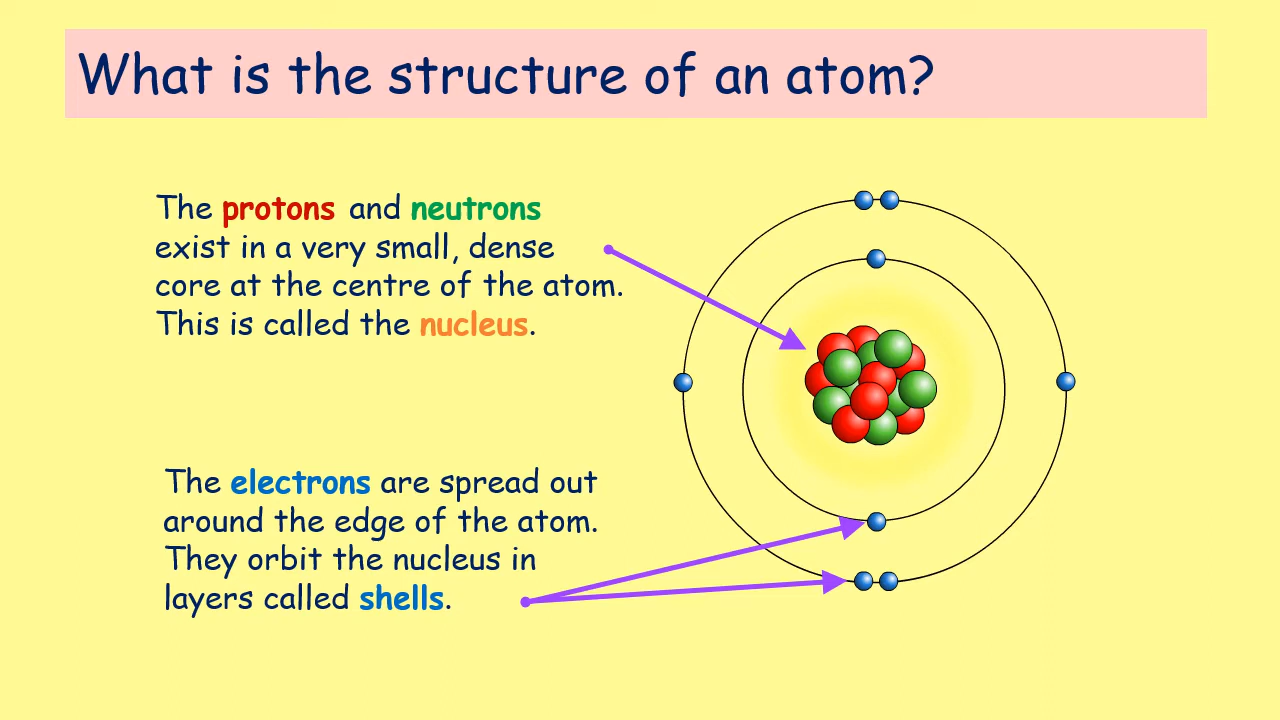 What is the structure of an atom?
The protons and neutrons
exist in a very small, dense
core at the centre of the atom.
This is called the nucleus.
The electrons are spread out
around the edge of the atom.
They orbit the nucleus in
layers called shells.